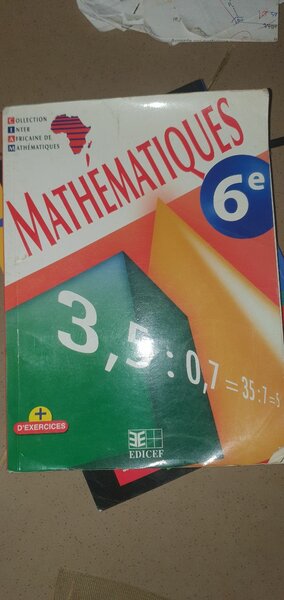 COLLECTION
INTER
AFRICAINE DE
MATHÉMATIQUES
MATHÉMATIQUES
6e
3,5 : 0,7 = 35 : 7 = 5
+
D'EXERCICES
EDICEF